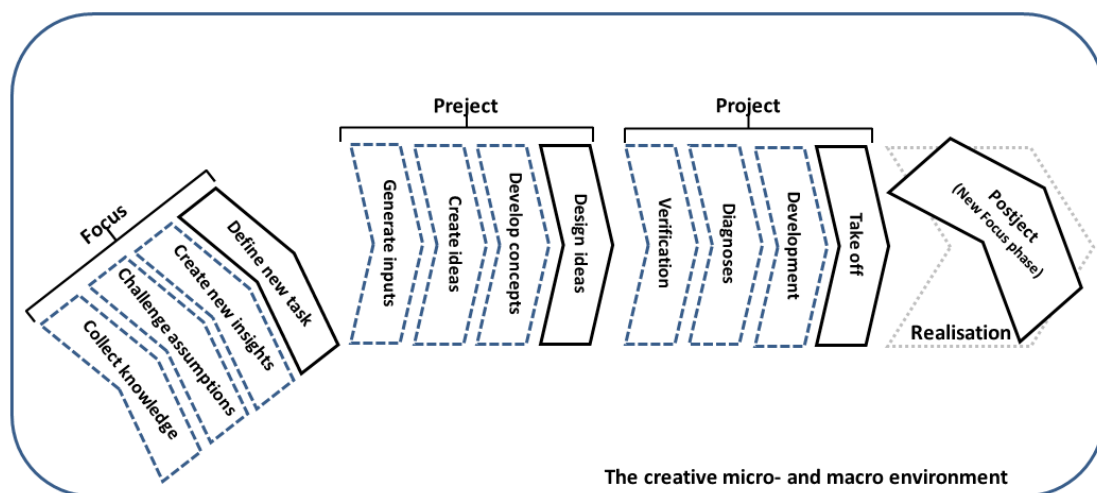 Focus
Collect knowledge
Challenge assumptions
Create new insights
Define new task
Preject
Generate inputs
Create ideas
Develop concepts
Design ideas
Project
Verification
Diagnoses
Development
Take off
Postject
(New Focus phase)
Realisation
The creative micro- and macro environment